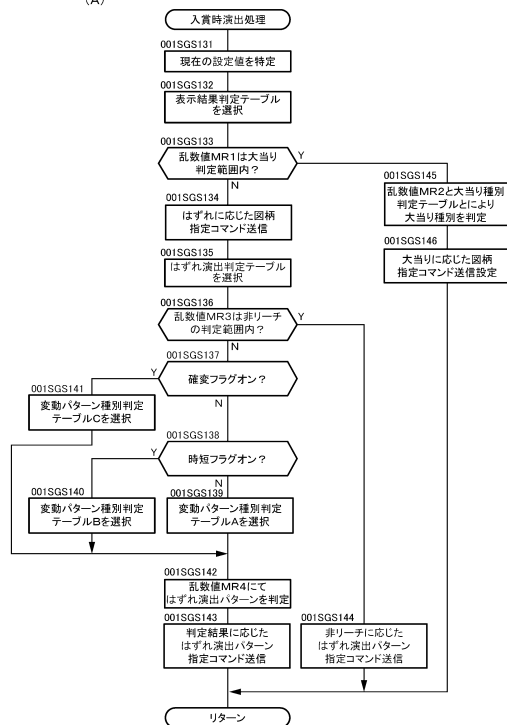 (A)
入賞時演出処理
001SGS131
現在の設定値を特定
001SGS132
表示結果判定テーブル
を選択
001SGS133
乱数値MR1は大当り
判定範囲内？
Y
N
001SGS134
はずれに応じた図柄
指定コマンド送信
001SGS135
はずれ演出判定テーブル
を選択
001SGS136
乱数値MR3は非リーチ
の判定範囲内？
Y
N
001SGS137
確変フラグオン？
Y
N
001SGS141
変動パターン種別判定
テーブルCを選択
001SGS138
時短フラグオン？
Y
N
001SGS140
変動パターン種別判定
テーブルBを選択
001SGS139
変動パターン種別判定
テーブルAを選択
001SGS142
乱数値MR4にて
はずれ演出パターンを判定
001SGS143
判定結果に応じた
はずれ演出パターン
指定コマンド送信
001SGS144
非リーチに応じた
はずれ演出パターン
指定コマンド送信
001SGS145
乱数値MR2と大当り種別
判定テーブルとにより
大当り種別を判定
001SGS146
大当りに応じた図柄
指定コマンド送信設定
リターン